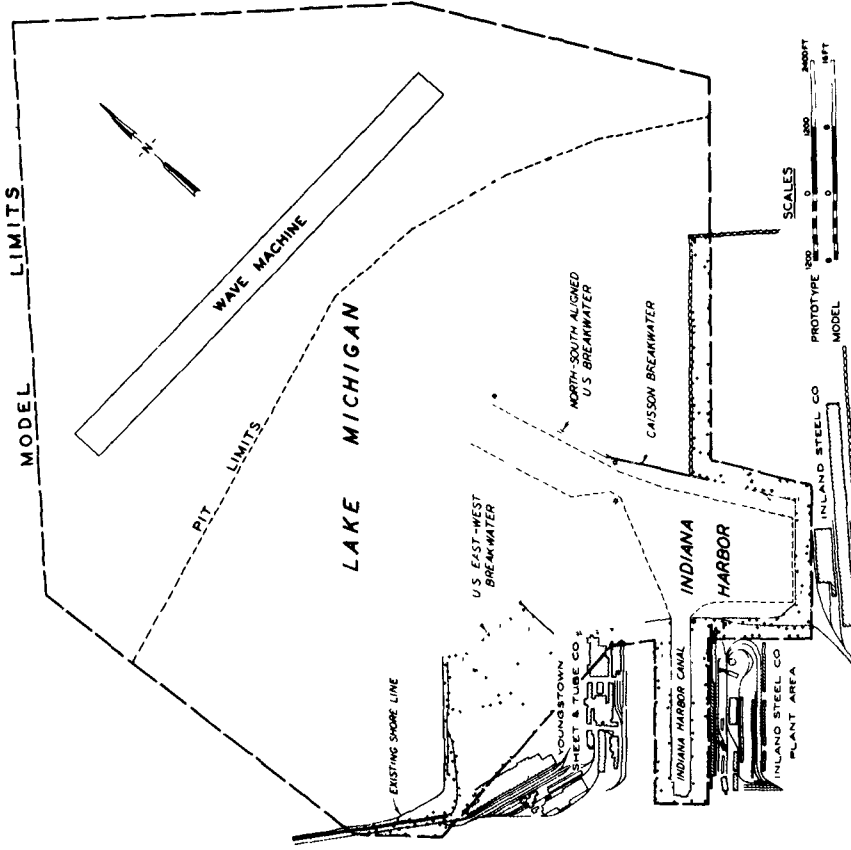 MODEL LIMITS
-N-
WAVE MACHINE
PIT LIMITS
LAKE MICHIGAN
NORTH-SOUTH ALIGNED
U S BREAKWATER
CAISSON BREAKWATER
U S EAST-WEST
BREAKWATER
EXISTING SHORE LINE
YOUNGSTOWN
SHEET & TUBE CO
INDIANA
HARBOR
INDIANA HARBOR CANAL
INLAND STEEL CO
PLANT AREA
INLAND STEEL CO
SCALES
PROTOTYPE 1200 0 1200 2400 FT
MODEL 8 0 8 16 FT